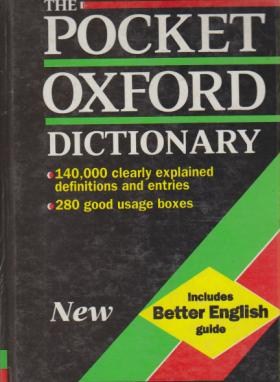 THE
POCKET
OXFORD
DICTIONARY
140,000 clearly explained
definitions and entries
280 good usage boxes
New
Includes
Better English
guide